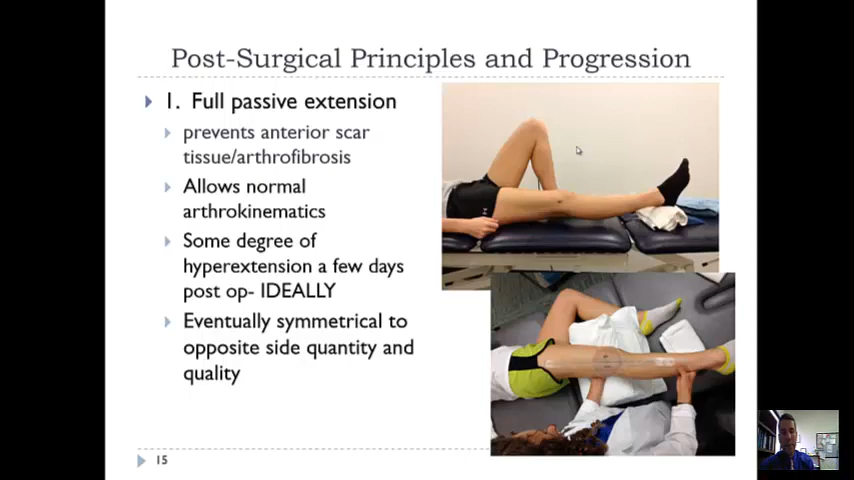 Post-Surgical Principles and Progression
1. Full passive extension
prevents anterior scar
tissue/arthrofibrosis
Allows normal
arthrokinematics
Some degree of
hyperextension a few days
post op- IDEALLY
Eventually symmetrical to
opposite side quantity and
quality
15